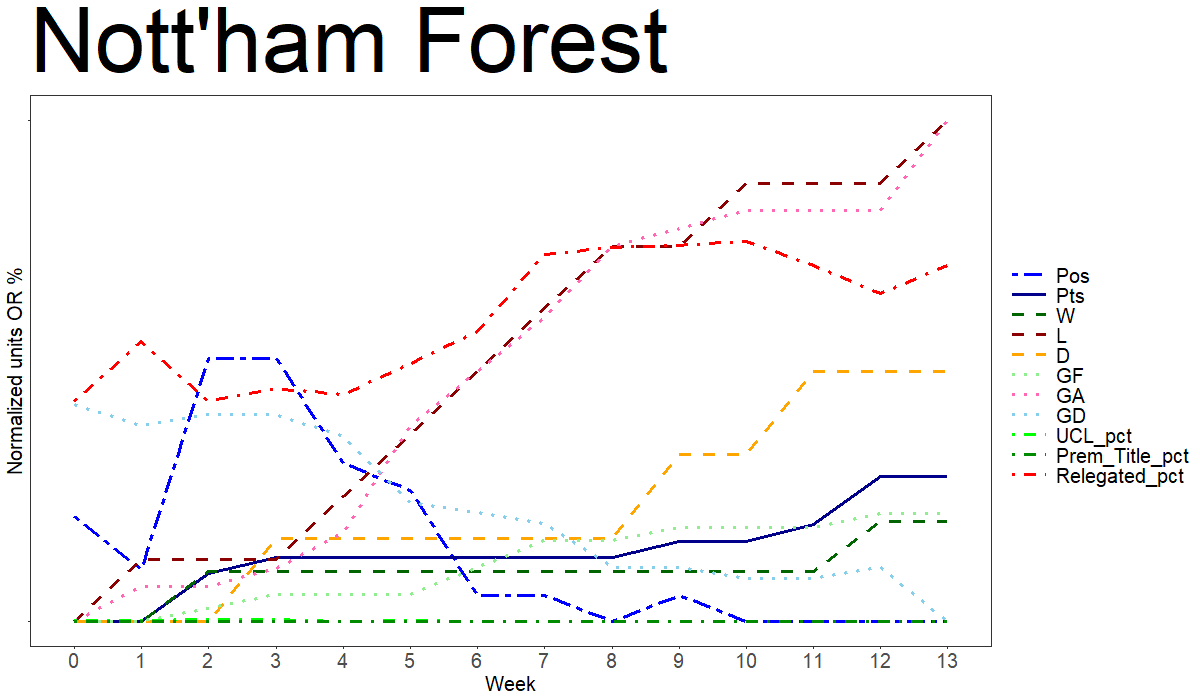 Nott'ham Forest
Normalized units OR %
Pos
Pts
W
L
D
GF
GA
GD
UCL_pct
Prem_Title_pct
Relegated_pct
0 1 2 3 4 5 6 7 8 9 10 11 12 13
Week